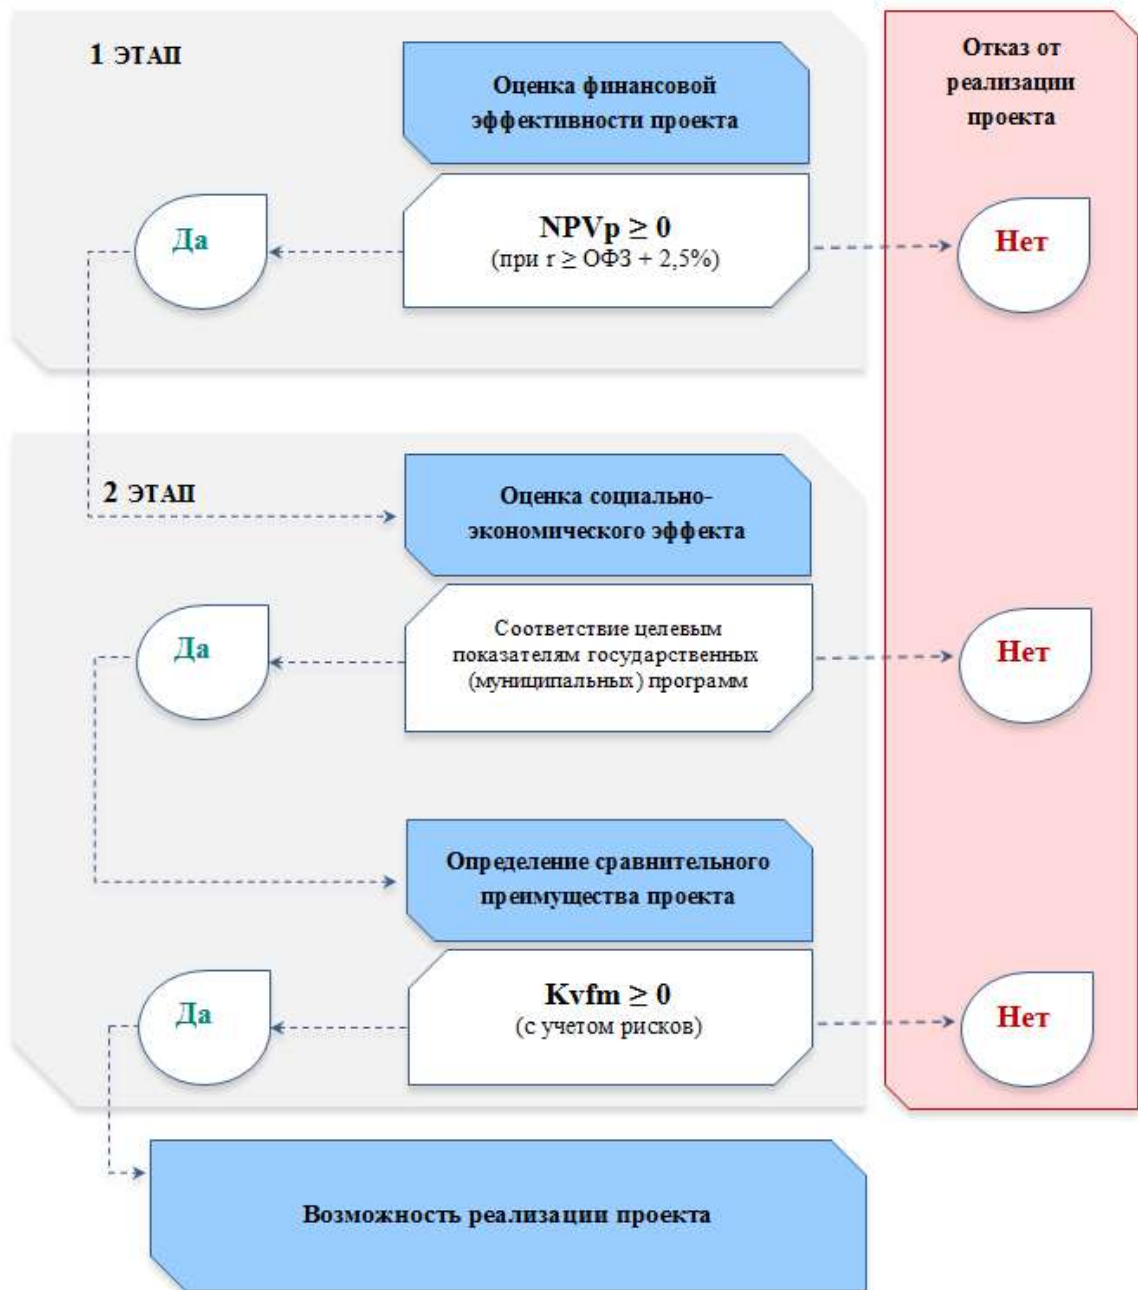 1 ЭТАП
Оценка финансовой
эффективности проекта
Отказ от
реализации
проекта
Да
NPVp ≥ 0
(при r ≥ ОФЗ + 2,5%)
Нет
2 ЭТАП
Оценка социально-
экономического эффекта
Да
Соответствие целевым
показателям государственных
(муниципальных) программ
Нет
Определение сравнительного
преимущества проекта
Да
Kvfm ≥ 0
(с учетом рисков)
Нет
Возможность реализации проекта